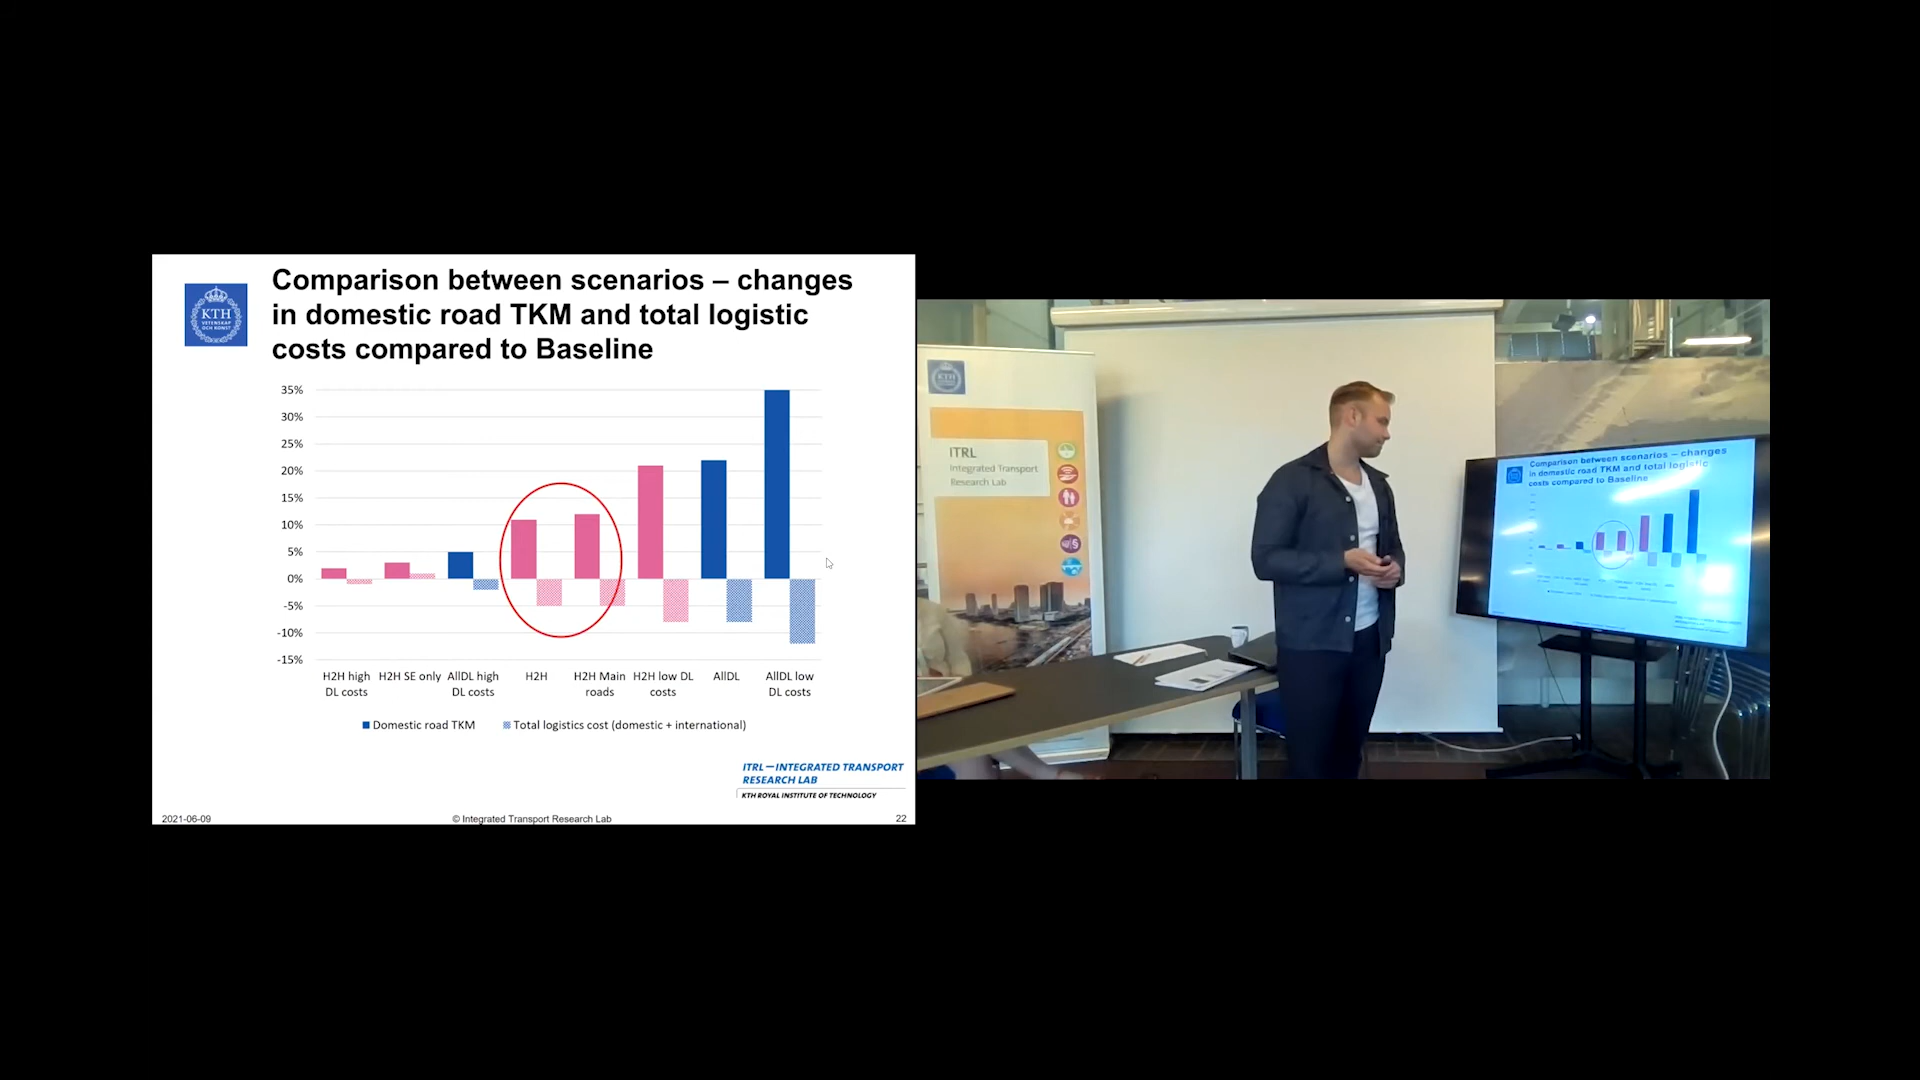 Comparison between scenarios – changes
in domestic road TKM and total logistic
costs compared to Baseline
KTH
VETENSKAP
OCH KONST
35%
30%
25%
20%
15%
10%
5%
0%
-5%
-10%
-15%
H2H high DL costs
H2H SE only
AllDL high DL costs
H2H
H2H Main roads
H2H low DL costs
AllDL
AllDL low DL costs
Domestic road TKM
Total logistics cost (domestic + international)
ITRL – INTEGRATED TRANSPORT
RESEARCH LAB
KTH ROYAL INSTITUTE OF TECHNOLOGY
2021-06-09
© Integrated Transport Research Lab
22
KTH
ITRL
Integrated Transport
Research Lab
Comparison between scenarios – changes
in domestic road TKM and total logistic
costs compared to Baseline